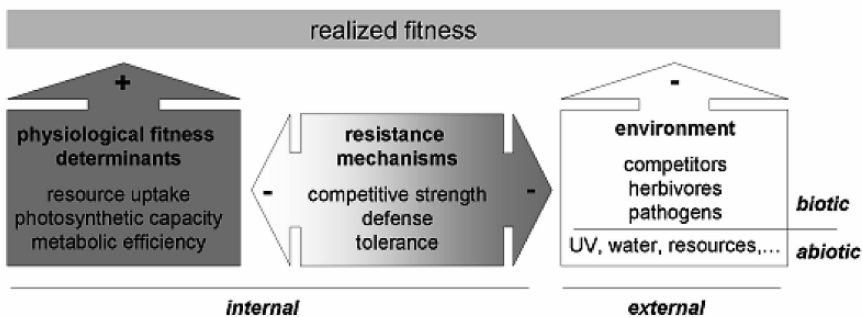 realized fitness
+
physiological fitness
determinants
resource uptake
photosynthetic capacity
metabolic efficiency
-
resistance
mechanisms
competitive strength
defense
tolerance
-
-
environment
competitors
herbivores
pathogens
UV, water, resources,...
biotic
abiotic
internal
external